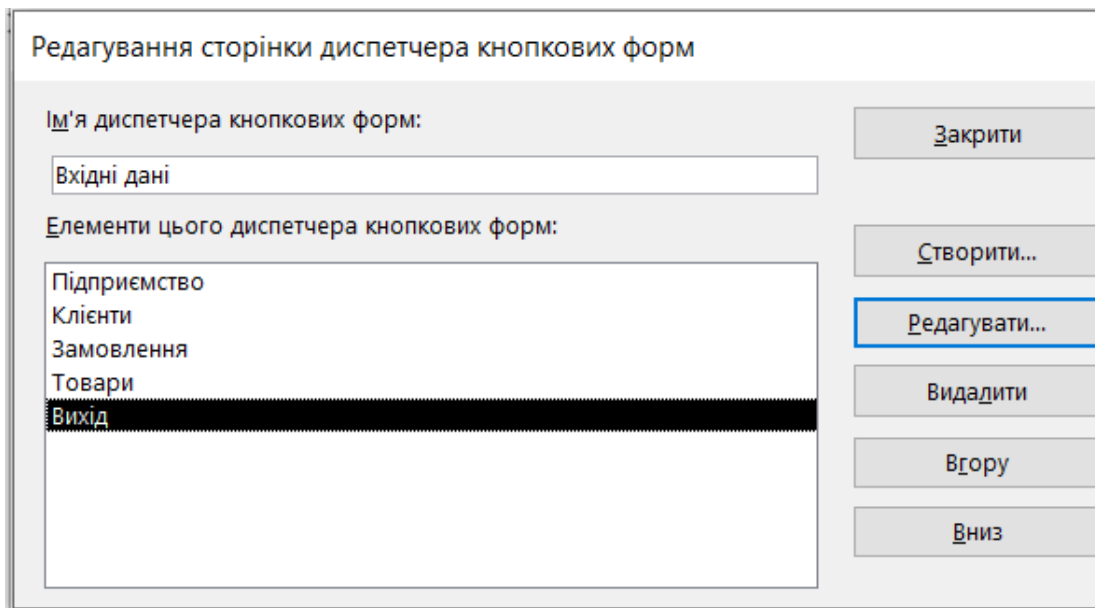 Редагування сторінки диспетчера кнопкових форм
Ім'я диспетчера кнопкових форм:
Вхідні дані
Елементи цього диспетчера кнопкових форм:
Підприємство
Клієнти
Замовлення
Товари
Вихід
Закрити
Створити...
Редагувати...
Видалити
Вгору
Вниз